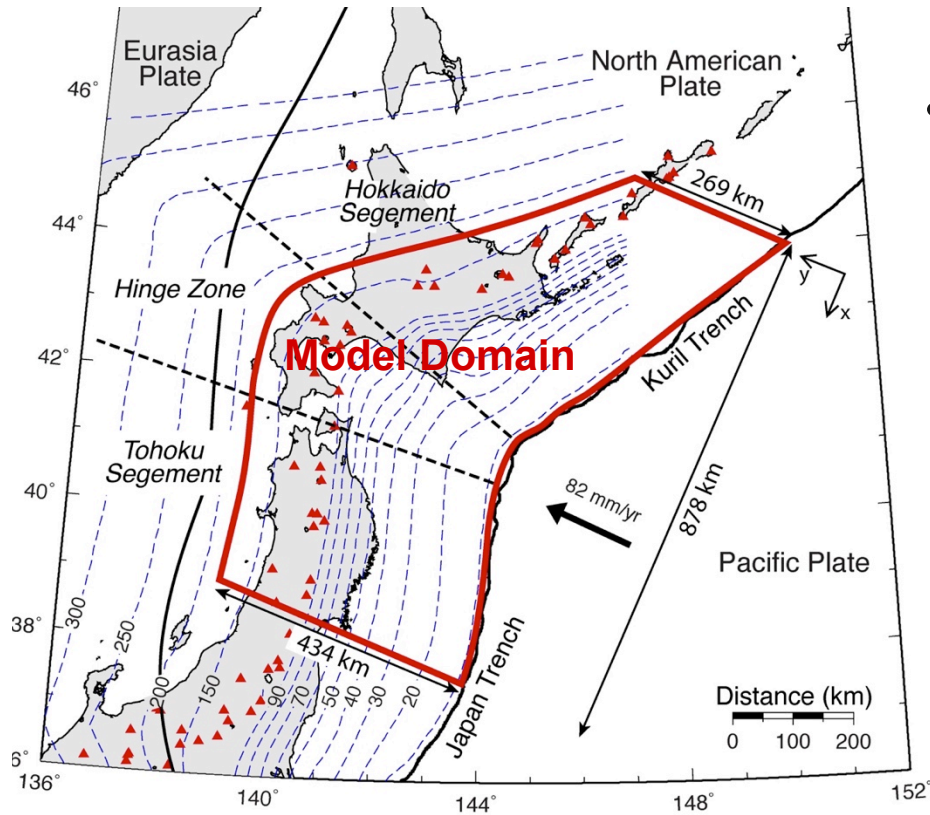 Eurasia
Plate
North American
Plate
46°
Hokkaido
Segement
269 km
44°
y
x
Hinge Zone
Kuril Trench
42°
Model Domain
Tohoku
Segement
878 km
40°
82 mm/yr
Pacific Plate
38°
434 km
300
250
200
150
90
70
50
40
30
20
Japan Trench
Distance (km)
0 100 200
6°
136°
140°
144°
148°
152°